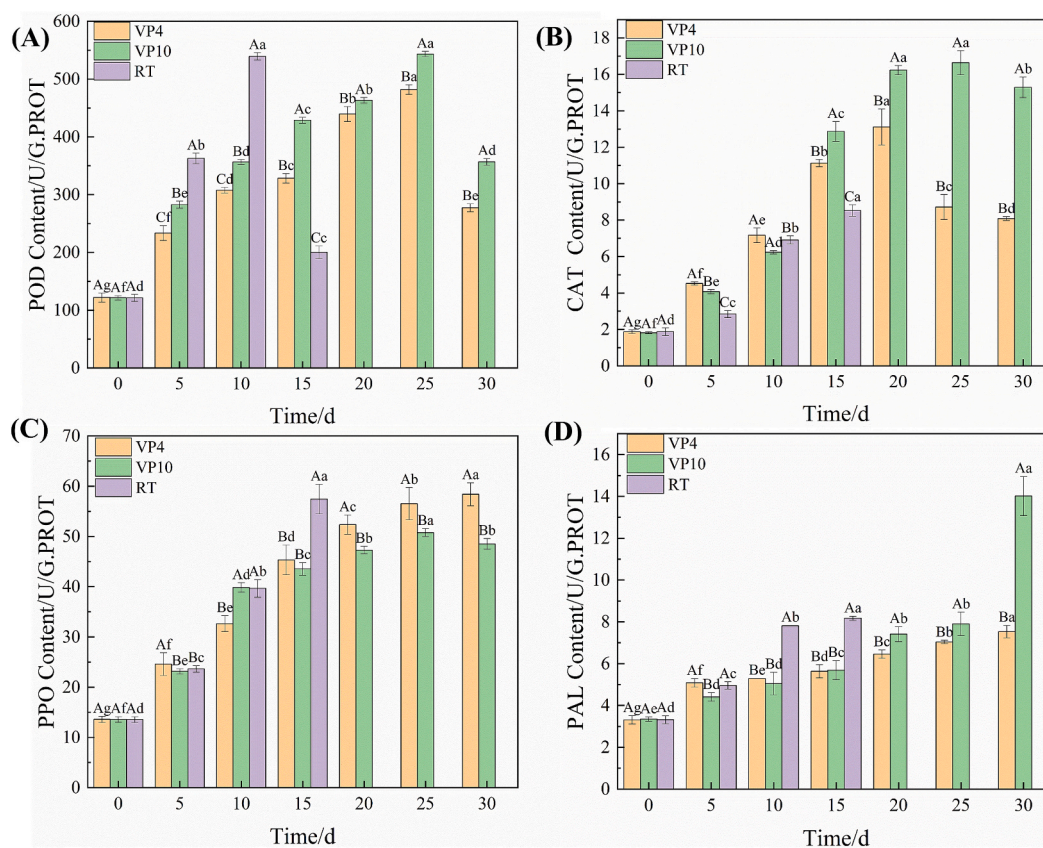 (A)
POD Content/U/G.PROT
600
500
400
300
200
100
0
VP4
VP10
RT
Ag Af Ad
Cf Be Ab
Cd Bd Aa
Bc Ac Cc
Bb Ab
Ba Aa
Be Ab
0 5 10 15 20 25 30
Time/d
(B)
CAT Content/U/G.PROT
18
16
14
12
10
8
6
4
2
0
VP4
VP10
RT
Ag Af Ad
Af Be Cc
Ae Ad Bb
Bb Ac Ca
Ba Aa
Bc Aa
Bd Ab
0 5 10 15 20 25 30
Time/d
(C)
PPO Content/U/G.PROT
70
60
50
40
30
20
10
0
VP4
VP10
RT
Ag Af Ad
Af Be Bc
Be Ad Ab
Bd Bc Aa
Ac Bb
Ab Ba
Aa Bb
0 5 10 15 20 25 30
Time/d
(D)
PAL Content/U/G.PROT
16
14
12
10
8
6
4
2
0
VP4
VP10
RT
Ag Ae Ad
Af Bd Ac
Be Bd Ab
Bd Bc Aa
Bc Ab
Bb Ab
Ba Aa
0 5 10 15 20 25 30
Time/d